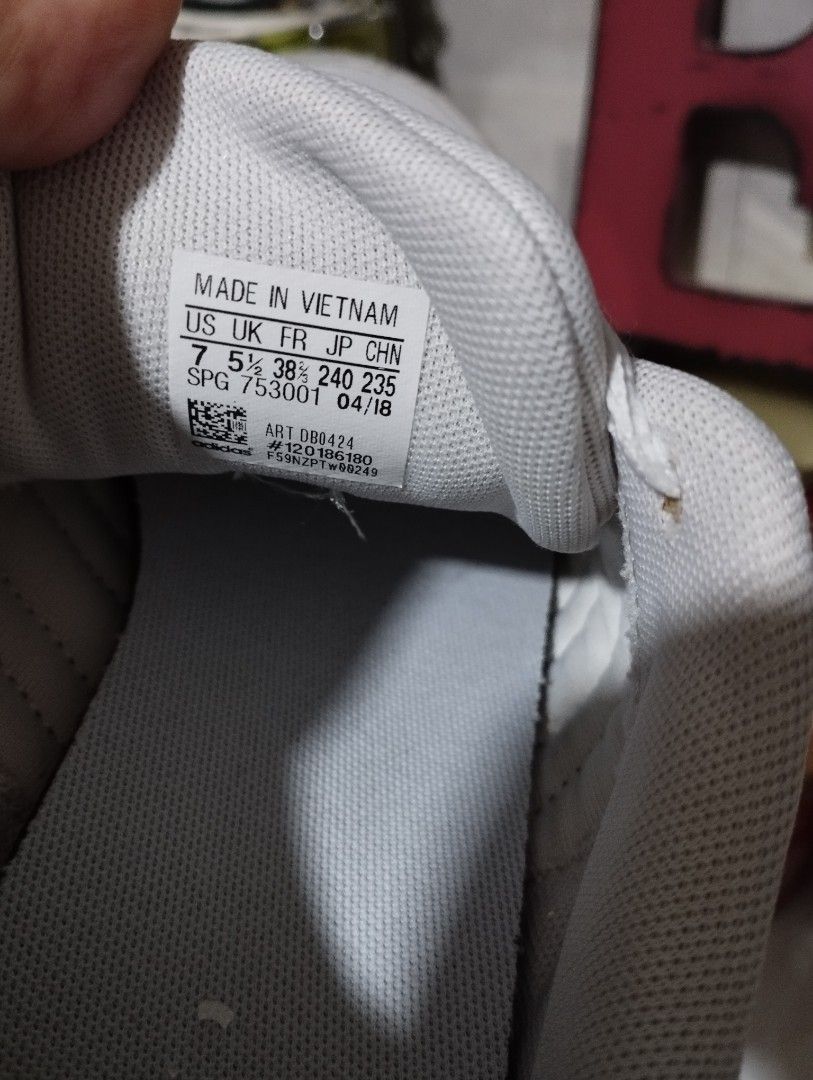 MADE IN VIETNAM
US UK FR JP CHN
7 5½ 38⅔ 240 235
SPG 753001 04/18
ART DB0424
#120186180
adidas F59NZPTw00249